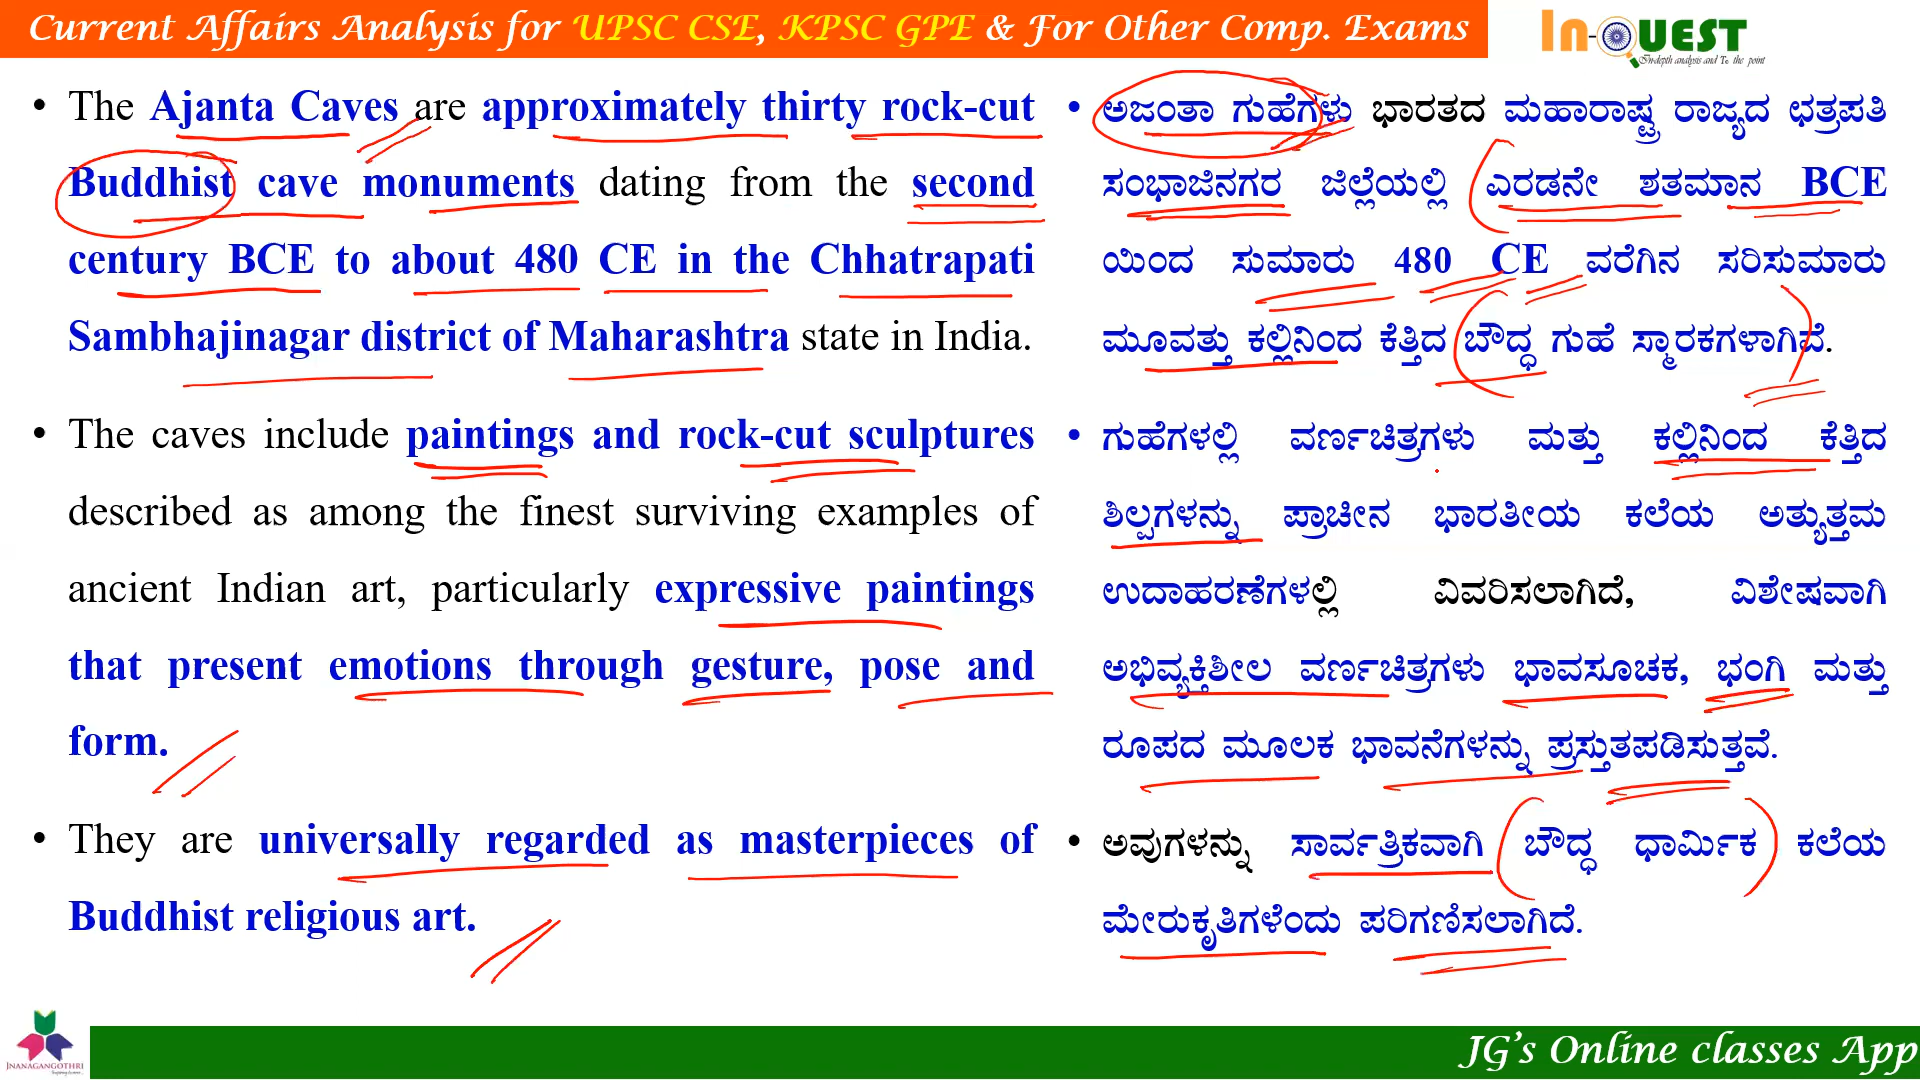 Current Affairs Analysis for UPSC CSE, KPSC GPE & For Other Comp. Exams
In-QUEST
In-depth analysis and To the point
• The Ajanta Caves are approximately thirty rock-cut
Buddhist cave monuments dating from the second
century BCE to about 480 CE in the Chhatrapati
Sambhajinagar district of Maharashtra state in India.
• The caves include paintings and rock-cut sculptures
described as among the finest surviving examples of
ancient Indian art, particularly expressive paintings
that present emotions through gesture, pose and
form.
• They are universally regarded as masterpieces of
Buddhist religious art.
• ಅಜಂತಾ ಗುಹೆಗಳು ಭಾರತದ ಮಹಾರಾಷ್ಟ್ರ ರಾಜ್ಯದ ಛತ್ರಪತಿ
ಸಂಭಾಜಿನಗರ ಜಿಲ್ಲೆಯಲ್ಲಿ ಎರಡನೇ ಶತಮಾನ BCE
ಯಿಂದ ಸುಮಾರು 480 CE ವರೆಗಿನ ಸರಿಸುಮಾರು
ಮೂವತ್ತು ಕಲ್ಲಿನಿಂದ ಕೆತ್ತಿದ ಬೌದ್ಧ ಗುಹೆ ಸ್ಮಾರಕಗಳಾಗಿವೆ.
• ಗುಹೆಗಳಲ್ಲಿ ವರ್ಣಚಿತ್ರಗಳು ಮತ್ತು ಕಲ್ಲಿನಿಂದ ಕೆತ್ತಿದ
ಶಿಲ್ಪಗಳನ್ನು ಪ್ರಾಚೀನ ಭಾರತೀಯ ಕಲೆಯ ಅತ್ಯುತ್ತಮ
ಉದಾಹರಣೆಗಳಲ್ಲಿ ವಿವರಿಸಲಾಗಿದೆ, ವಿಶೇಷವಾಗಿ
ಅಭಿವ್ಯಕ್ತಿಶೀಲ ವರ್ಣಚಿತ್ರಗಳು ಭಾವಸೂಚಕ, ಭಂಗಿ ಮತ್ತು
ರೂಪದ ಮೂಲಕ ಭಾವನೆಗಳನ್ನು ಪ್ರಸ್ತುತಪಡಿಸುತ್ತವೆ.
• ಅವುಗಳನ್ನು ಸಾರ್ವತ್ರಿಕವಾಗಿ ಬೌದ್ಧ ಧಾರ್ಮಿಕ ಕಲೆಯ
ಮೇರುಕೃತಿಗಳೆಂದು ಪರಿಗಣಿಸಲಾಗಿದೆ.
JNANAGANGOTHRI
JG's Online classes App